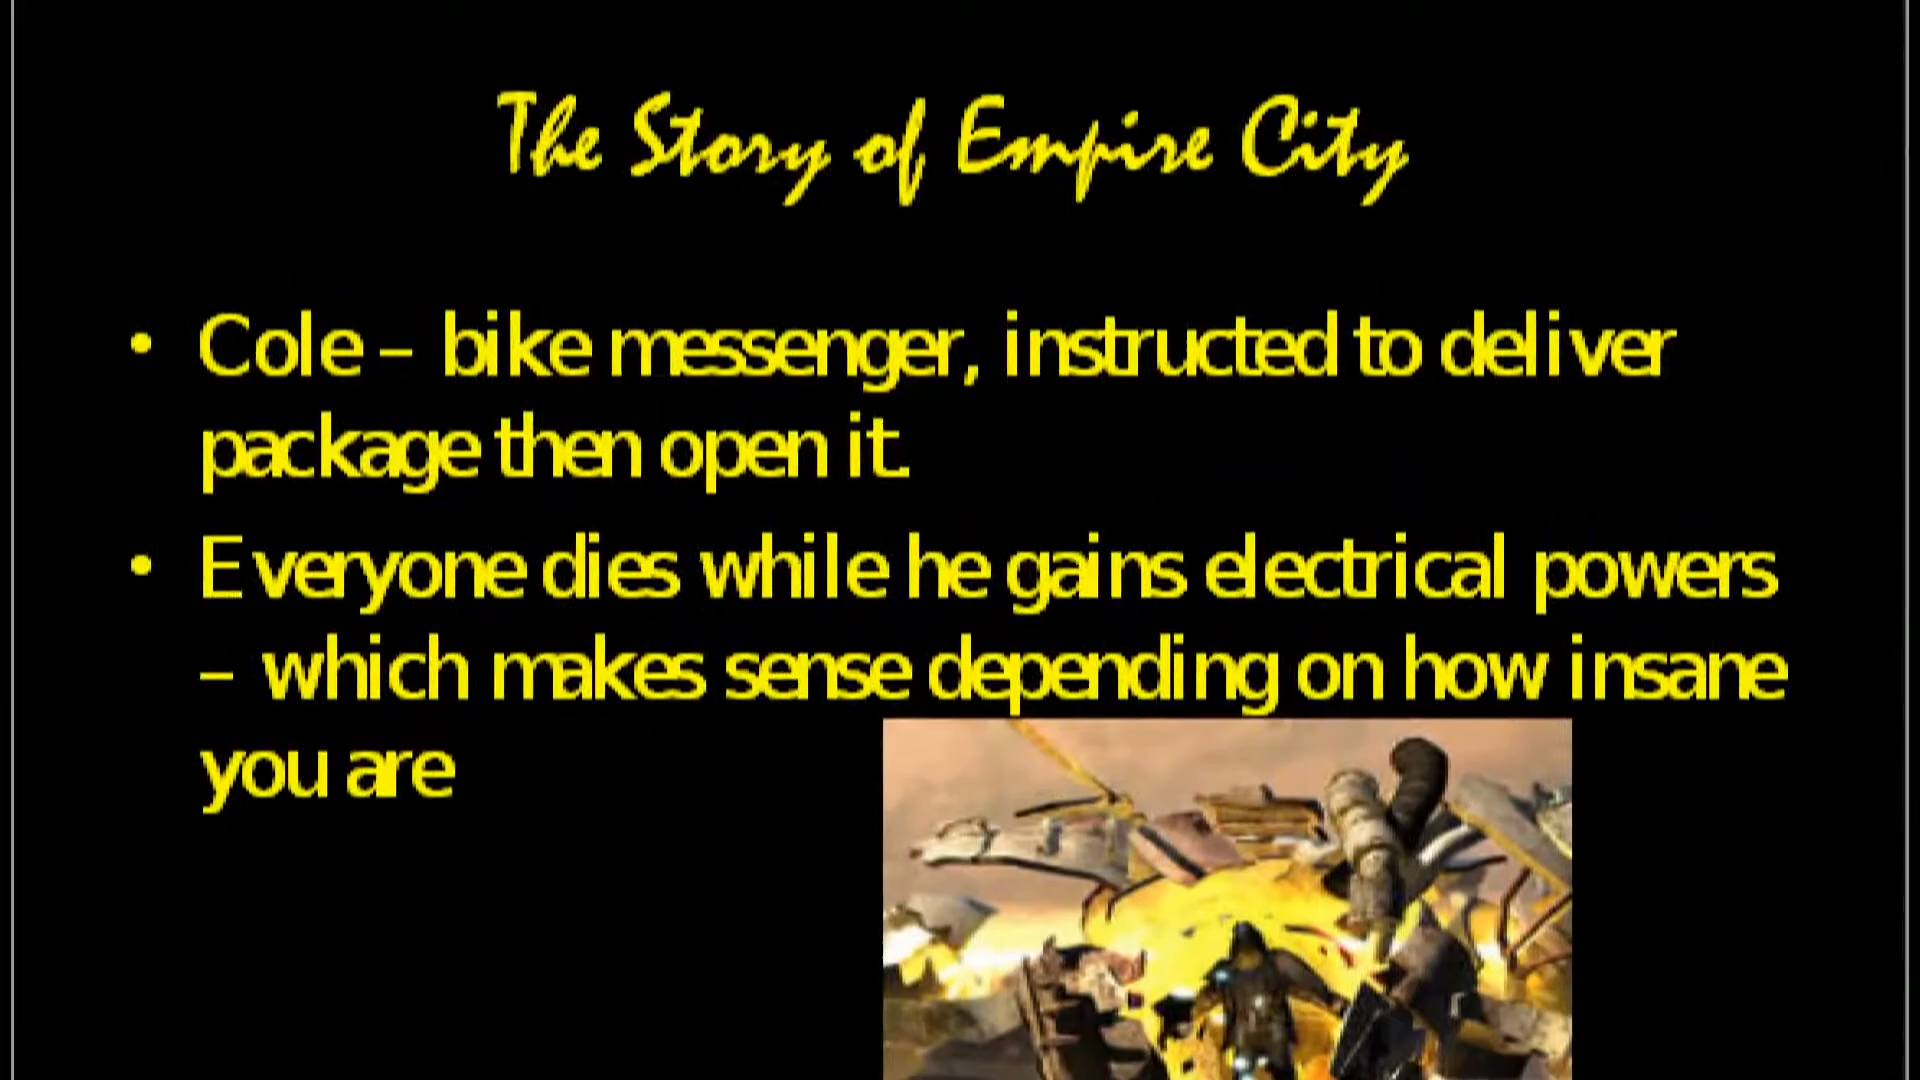 The Story of Empire City
• Cole – bike messenger, instructed to deliver
package then open it.
• Everyone dies while he gains electrical powers
– which makes sense depending on how insane
you are